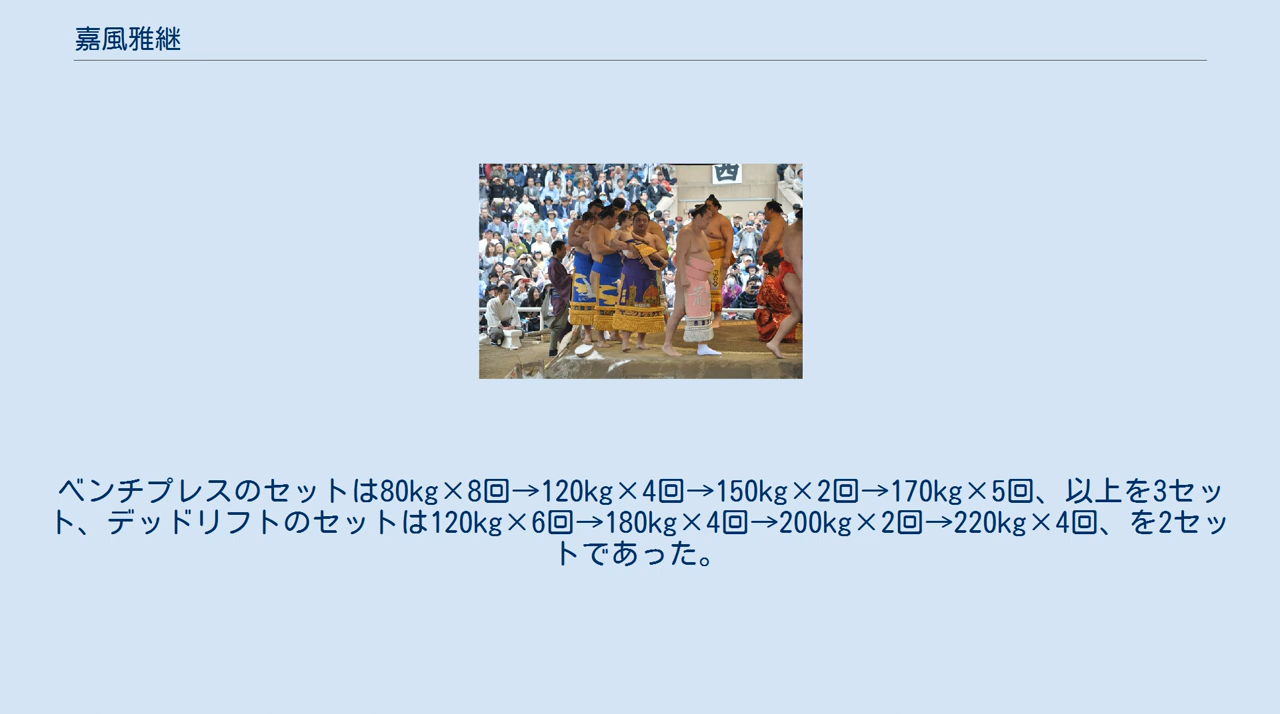 嘉風雅継
西
ベンチプレスのセットは80kg×8回→120kg×4回→150kg×2回→170kg×5回、以上を3セッ
ト、デッドリフトのセットは120kg×6回→180kg×4回→200kg×2回→220kg×4回、を2セッ
トであった。